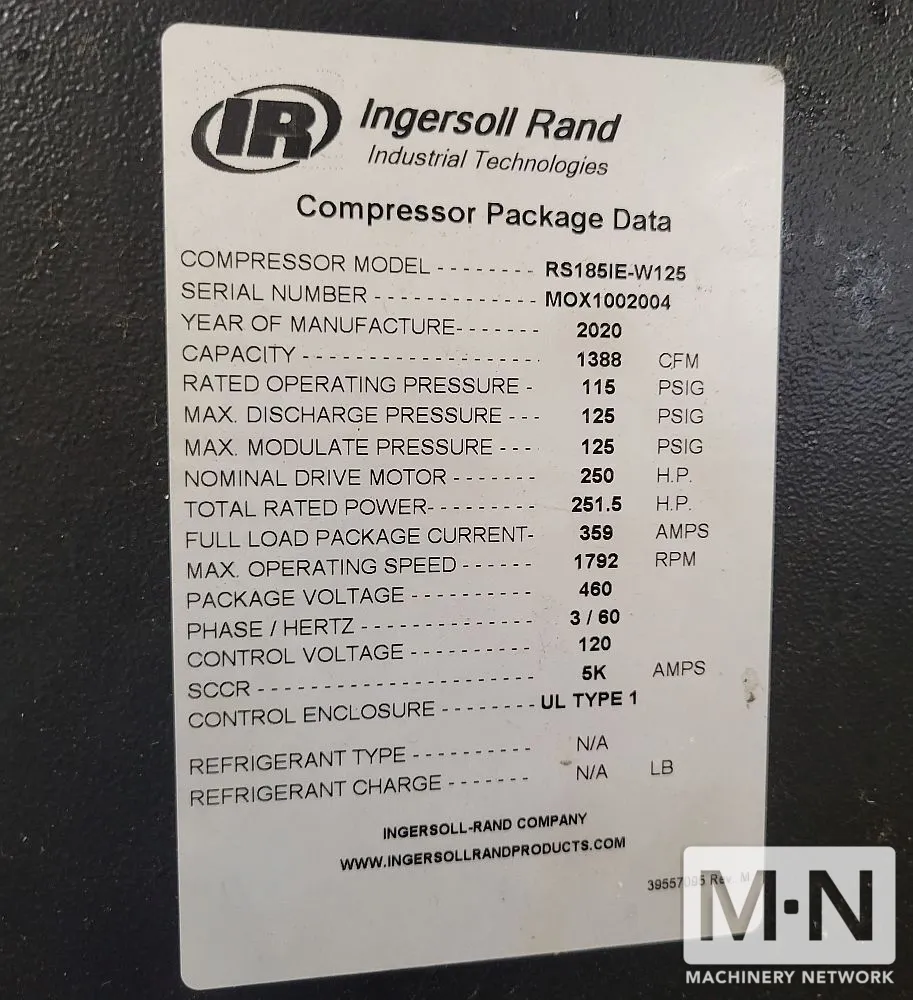 IR Ingersoll Rand
Industrial Technologies
Compressor Package Data
COMPRESSOR MODEL - - - - - - - - RS185IE-W125
SERIAL NUMBER - - - - - - - - - - - - - MOX1002004
YEAR OF MANUFACTURE- - - - - - - 2020
CAPACITY - - - - - - - - - - - - - - - - - - - 1388 CFM
RATED OPERATING PRESSURE - 115 PSIG
MAX. DISCHARGE PRESSURE - - - 125 PSIG
MAX. MODULATE PRESSURE - - - 125 PSIG
NOMINAL DRIVE MOTOR - - - - - - - 250 H.P.
TOTAL RATED POWER- - - - - - - - - 251.5 H.P.
FULL LOAD PACKAGE CURRENT- 359 AMPS
MAX. OPERATING SPEED - - - - - - 1792 RPM
PACKAGE VOLTAGE - - - - - - - - - - 460
PHASE / HERTZ - - - - - - - - - - - - - - 3 / 60
CONTROL VOLTAGE - - - - - - - - - - 120
SCCR - - - - - - - - - - - - - - - - - - - - - - 5K AMPS
CONTROL ENCLOSURE - - - - - - - - UL TYPE 1
REFRIGERANT TYPE - - - - - - - - - - N/A
REFRIGERANT CHARGE - - - - - - - N/A LB
INGERSOLL-RAND COMPANY
WWW.INGERSOLLRANDPRODUCTS.COM
Rev. M
M·N
MACHINERY NETWORK